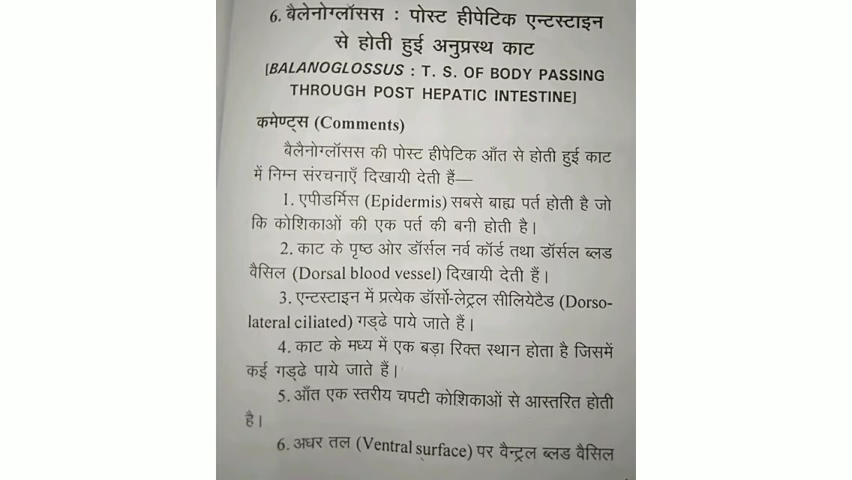 6. बैलेनोग्लॉसस : पोस्ट हीपेटिक एन्टस्टाइन
से होती हुई अनुप्रस्थ काट
[BALANOGLOSSUS : T. S. OF BODY PASSING
THROUGH POST HEPATIC INTESTINE]
कमेण्ट्स (Comments)
बैलैनोग्लॉसस की पोस्ट हीपेटिक आँत से होती हुई काट
में निम्न संरचनाएँ दिखायी देती हैं—
1. एपीडर्मिस (Epidermis) सबसे बाह्य पर्त होती है जो
कि कोशिकाओं की एक पर्त की बनी होती है।
2. काट के पृष्ठ ओर डॉर्सल नर्व कॉर्ड तथा डॉर्सल ब्लड
वैसिल (Dorsal blood vessel) दिखायी देती हैं।
3. एन्टस्टाइन में प्रत्येक डॉर्सो-लेट्रल सीलियेटैड (Dorso-
lateral ciliated) गड्ढे पाये जाते हैं।
4. काट के मध्य में एक बड़ा रिक्त स्थान होता है जिसमें
कई गड्ढे पाये जाते हैं।
5. आँत एक स्तरीय चपटी कोशिकाओं से आस्तरित होती
है।
6. अधर तल (Ventral surface) पर वैन्ट्रल ब्लड वैसिल